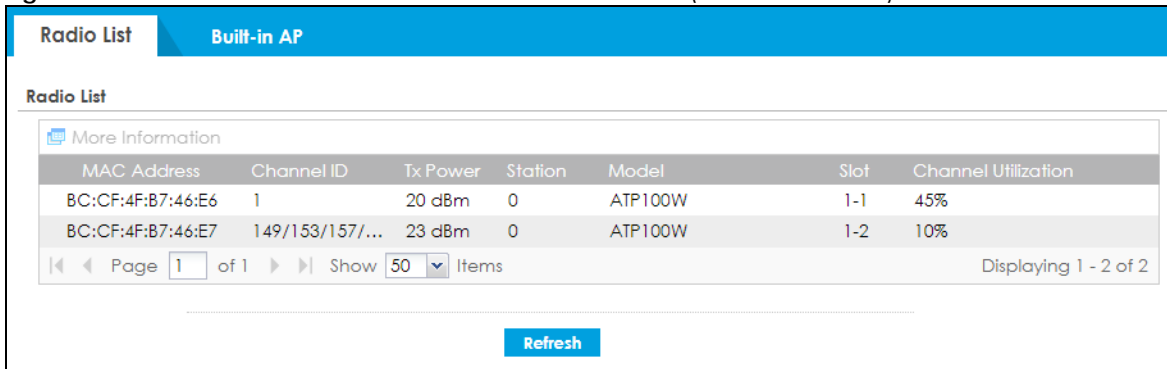 Radio List Built-in AP
Radio List
More Information
MAC Address Channel ID Tx Power Station Model Slot Channel Utilization
BC:CF:4F:B7:46:E6 1 20 dBm 0 ATP100W 1-1 45%
BC:CF:4F:B7:46:E7 149/153/157/... 23 dBm 0 ATP100W 1-2 10%
Page 1 of 1 Show 50 Items Displaying 1 - 2 of 2
Refresh